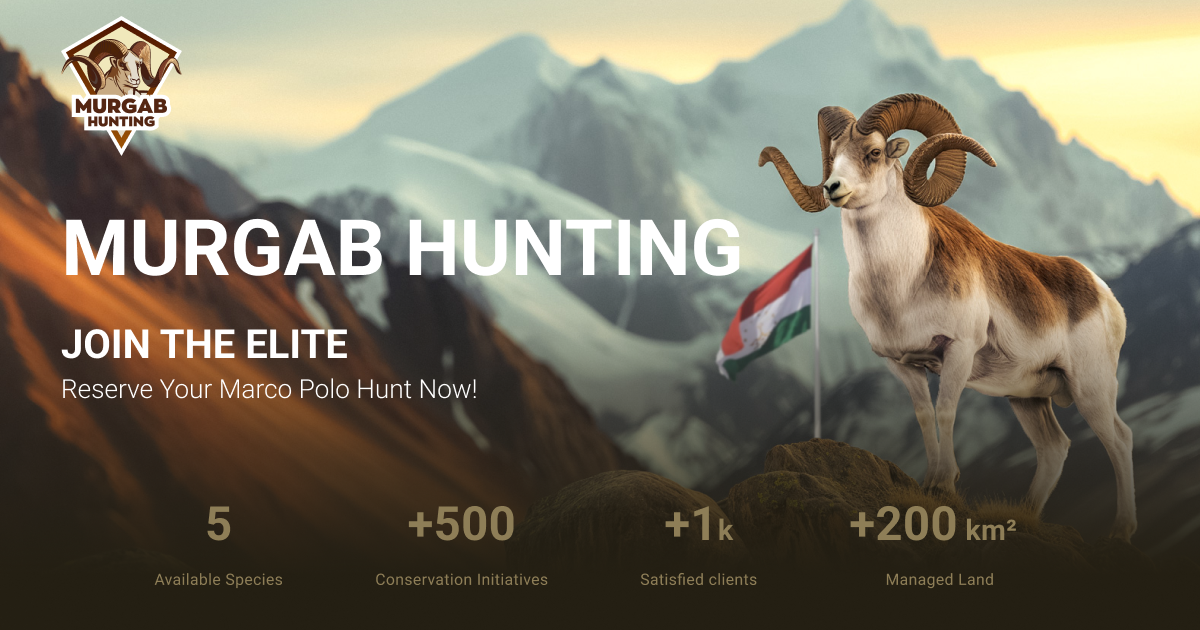 MURGAB
HUNTING
MURGAB HUNTING
JOIN THE ELITE
Reserve Your Marco Polo Hunt Now!
5 +500 +1k +200 km²
Available Species Conservation Initiatives Satisfied clients Managed Land